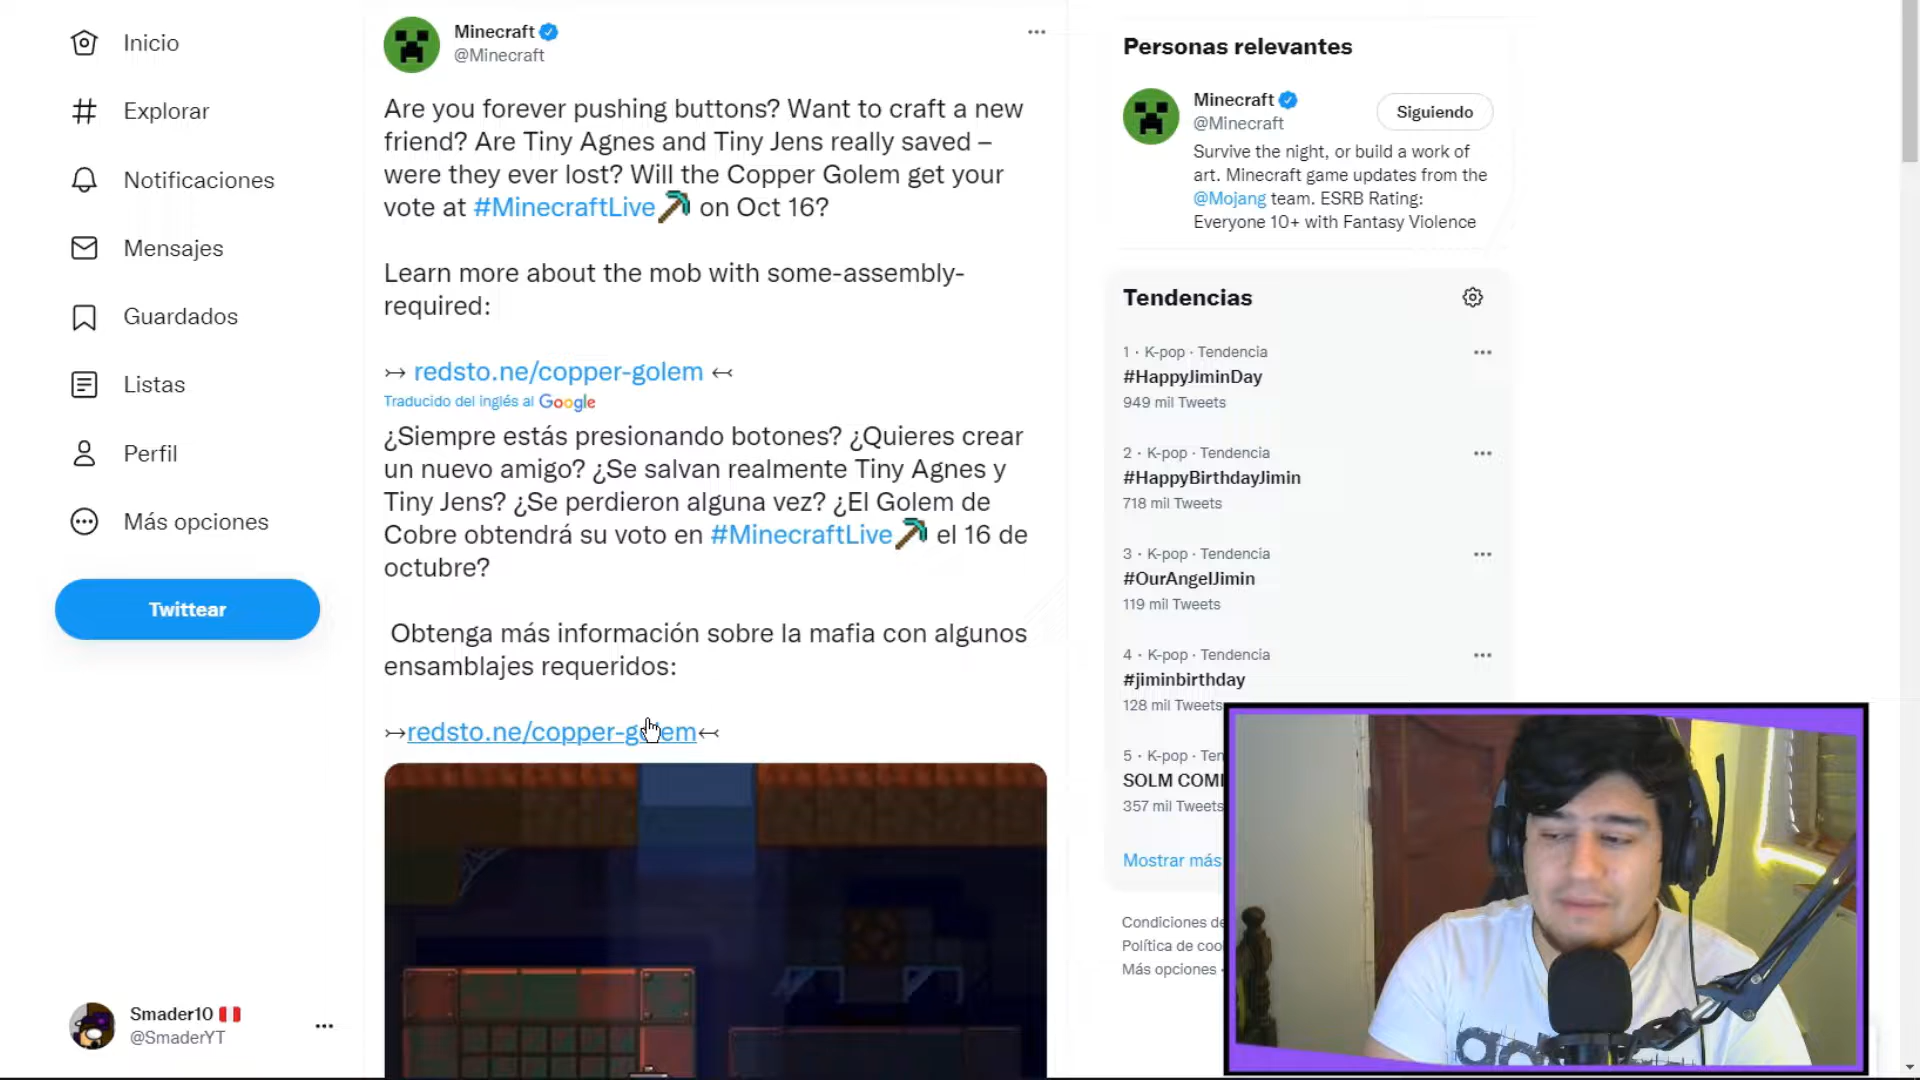 Inicio
Explorar
Notificaciones
Mensajes
Guardados
Listas
Perfil
Más opciones
Twittear
Smader10
@SmaderYT
Minecraft
@Minecraft
Are you forever pushing buttons? Want to craft a new
friend? Are Tiny Agnes and Tiny Jens really saved –
were they ever lost? Will the Copper Golem get your
vote at #MinecraftLive on Oct 16?
Learn more about the mob with some-assembly-
required:
↣ redsto.ne/copper-golem ↢
Traducido del inglés al Google
¿Siempre estás presionando botones? ¿Quieres crear
un nuevo amigo? ¿Se salvan realmente Tiny Agnes y
Tiny Jens? ¿Se perdieron alguna vez? ¿El Golem de
Cobre obtendrá su voto en #MinecraftLive el 16 de
octubre?
Obtenga más información sobre la mafia con algunos
ensamblajes requeridos:
↣redsto.ne/copper-golem↢
Personas relevantes
Minecraft
@Minecraft
Siguiendo
Survive the night, or build a work of
art. Minecraft game updates from the
@Mojang team. ESRB Rating:
Everyone 10+ with Fantasy Violence
Tendencias
1 · K-pop · Tendencia
#HappyJiminDay
949 mil Tweets
2 · K-pop · Tendencia
#HappyBirthdayJimin
718 mil Tweets
3 · K-pop · Tendencia
#OurAngelJimin
119 mil Tweets
4 · K-pop · Tendencia
#jiminbirthday
128 mil Tweets
5 · K-pop · Ten
SOLM COM
357 mil Tweets
Mostrar más
Condiciones de
Política de coo
Más opciones ·